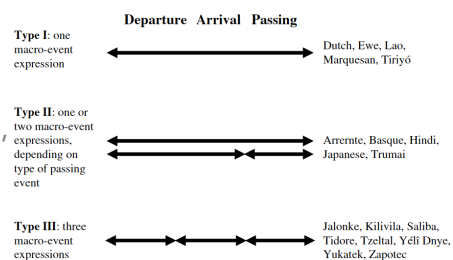 Departure Arrival Passing
Type I: one
macro-event
expression
Dutch, Ewe, Lao,
Marquesan, Tiriyó
Type II: one or
two macro-event
expressions,
depending on
type of passing
event
Arrernte, Basque, Hindi,
Japanese, Trumai
Type III: three
macro-event
expressions
Jalonke, Kilivila, Saliba,
Tidore, Tzeltal, Yélî Dnye,
Yukatek, Zapotec